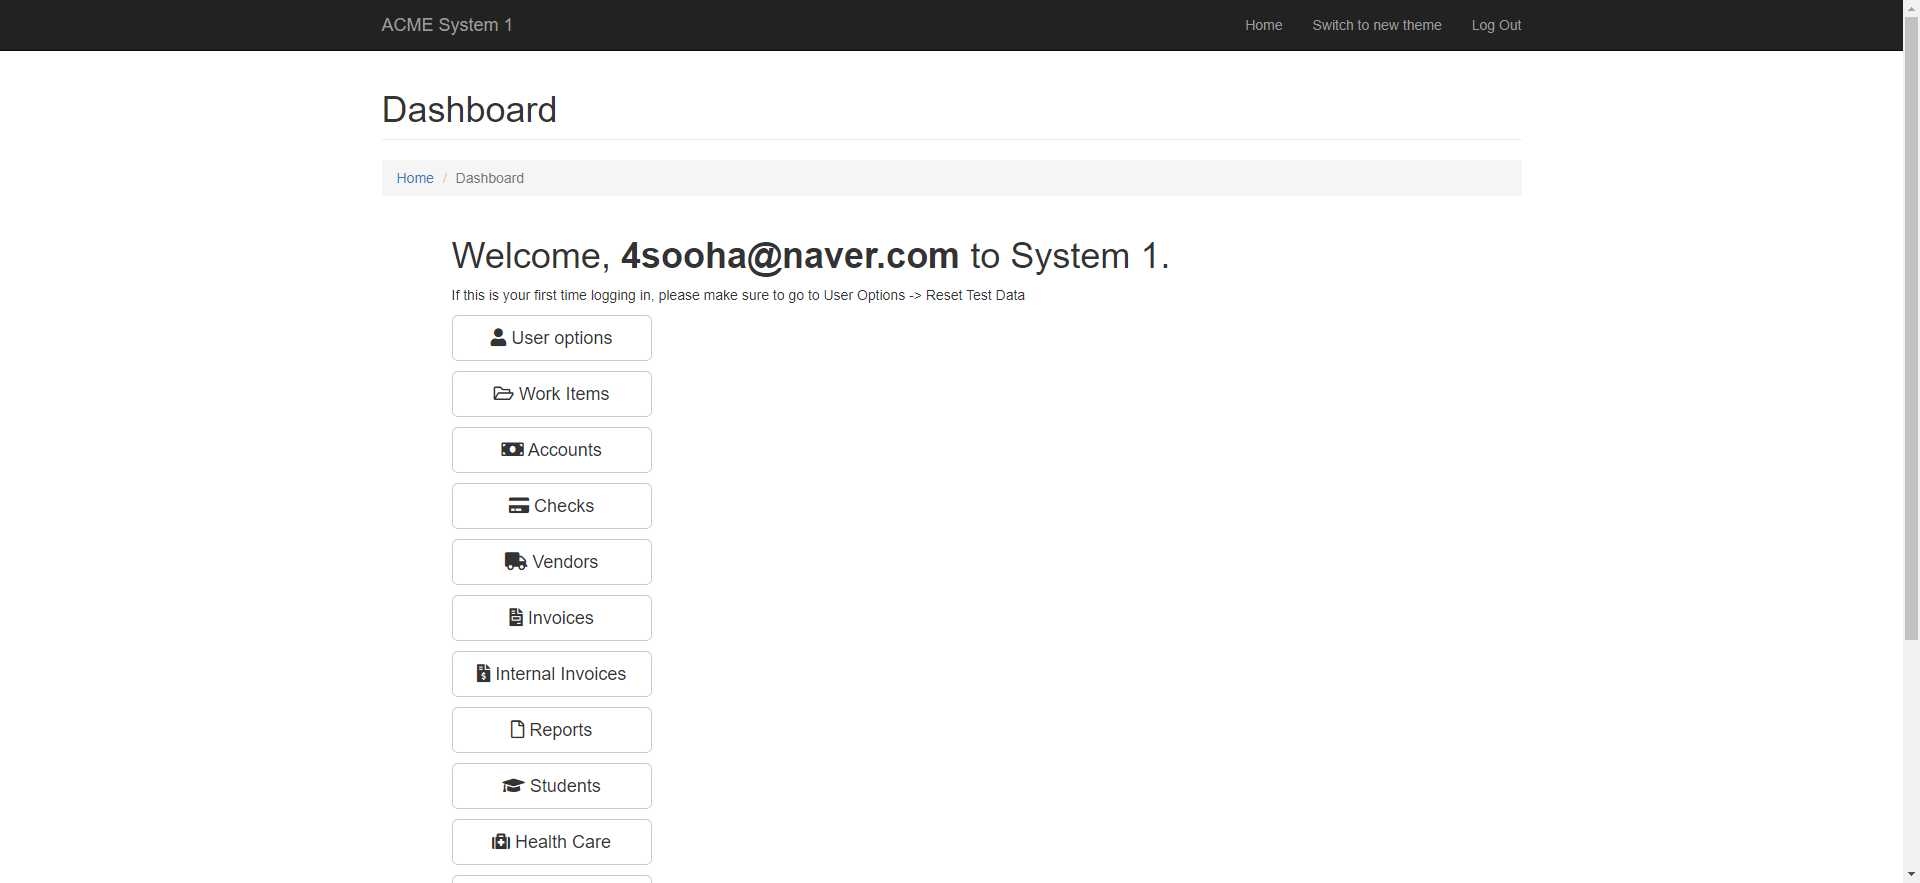 ACME System 1
Home
Switch to new theme
Log Out
Dashboard
Home / Dashboard
Welcome, 4sooha@naver.com to System 1.
If this is your first time logging in, please make sure to go to User Options -> Reset Test Data
User options
Work Items
Accounts
Checks
Vendors
Invoices
Internal Invoices
Reports
Students
Health Care